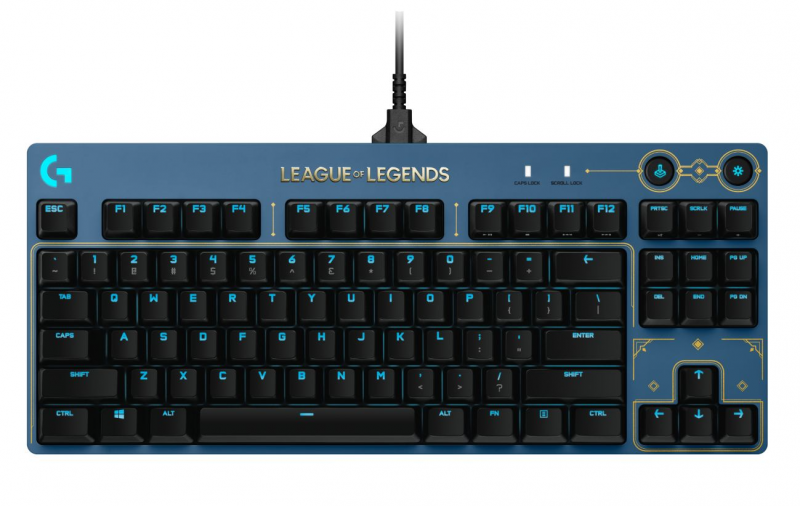 LEAGUE OF LEGENDS
CAPS LOCK SCROLL LOCK
ESC F1 F2 F3 F4 F5 F6 F7 F8 F9 F10 F11 F12 PRTSC SCRLK PAUSE
1 2 3 4 5 6 7 8 9 0 - = ← INS HOME PG UP
TAB Q W E R T Y U I O P [ ] \ DEL END PG DN
CAPS A S D F G H J K L ; ' ENTER
SHIFT Z X C V B N M , . / ? SHIFT ↑
CTRL ALT ALT FN CTRL ← ↓ →